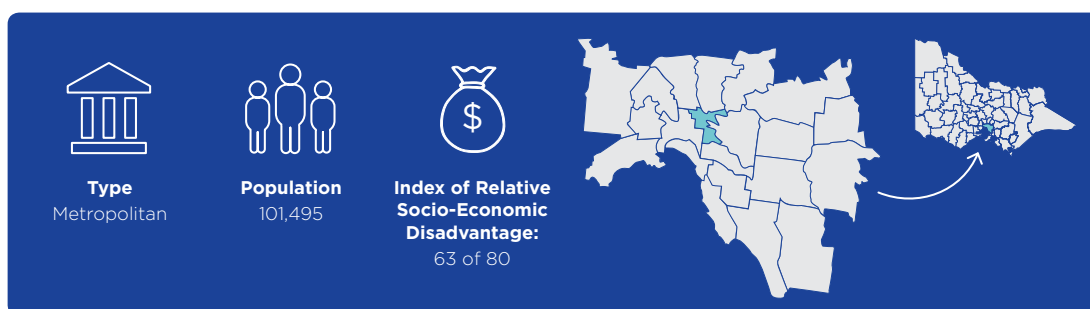 $
Type
Metropolitan
Population
101,495
Index of Relative
Socio-Economic
Disadvantage:
63 of 80